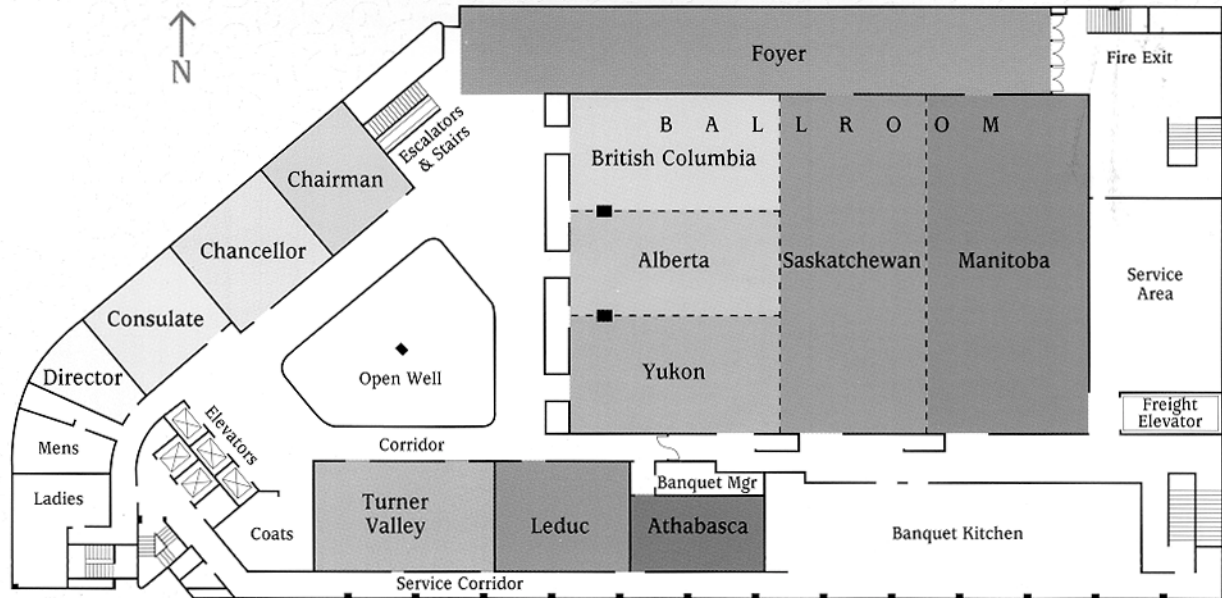 N
Foyer
Fire Exit
BALLROOM
Escalators
& Stairs
British Columbia
Chairman
Chancellor
Alberta
Saskatchewan
Manitoba
Service
Area
Consulate
Director
Open Well
Yukon
Freight
Elevator
Elevators
Mens
Corridor
Ladies
Banquet Mgr
Turner
Valley
Leduc
Athabasca
Coats
Banquet Kitchen
Service Corridor